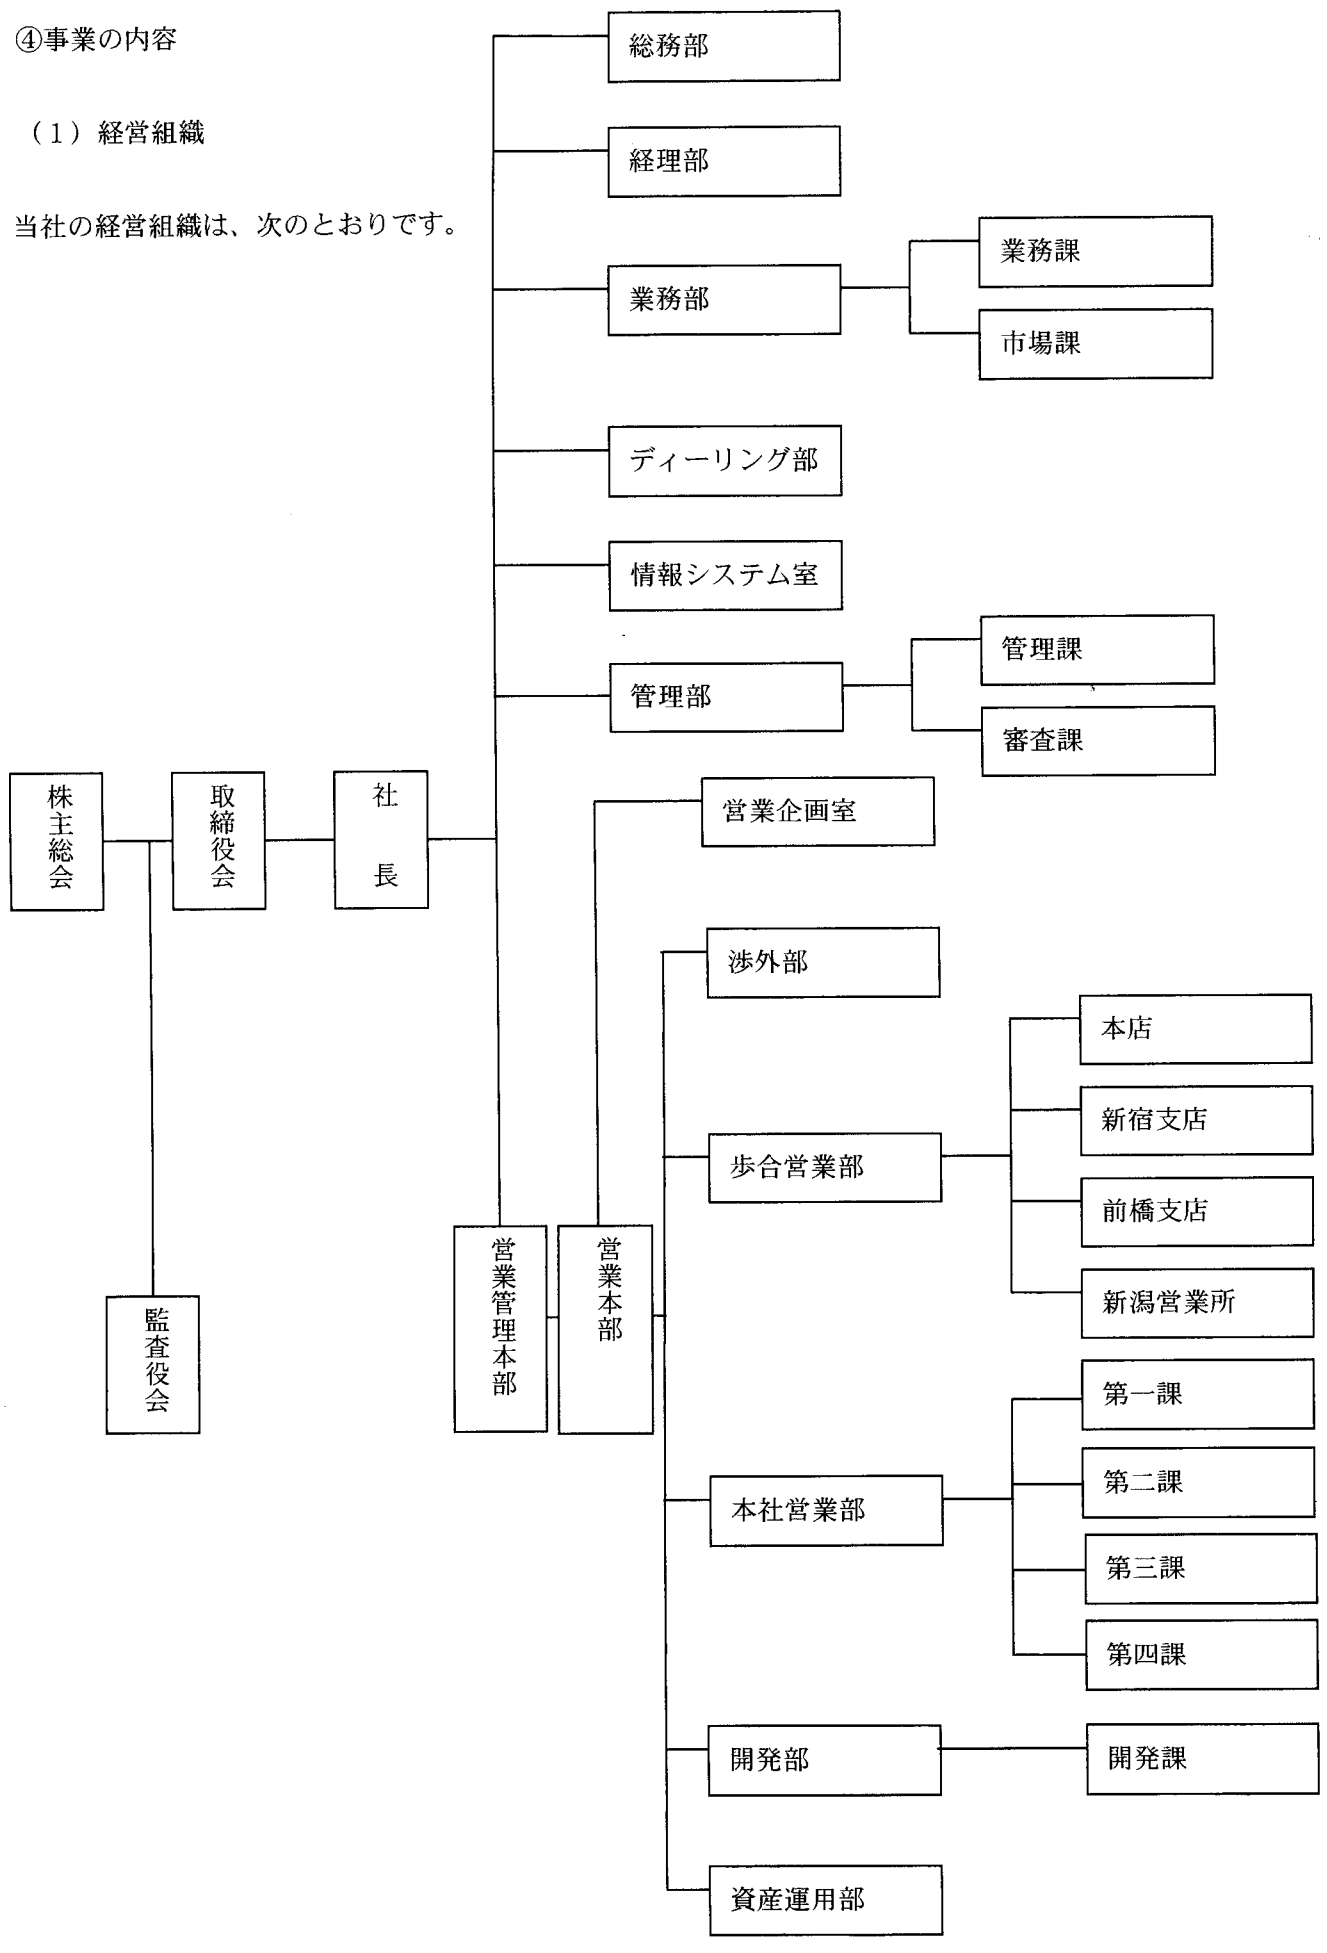 ④事業の内容
（１）経営組織
当社の経営組織は、次のとおりです。
総務部
経理部
業務部
業務課
市場課
ディーリング部
情報システム室
管理部
管理課
審査課
株主総会
取締役会
社長
監査役会
営業管理本部
営業本部
営業企画室
渉外部
歩合営業部
本店
新宿支店
前橋支店
新潟営業所
本社営業部
第一課
第二課
第三課
第四課
開発部
開発課
資産運用部